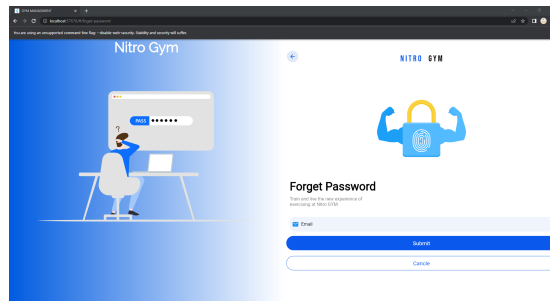 GYM MANAGEMENT
You are using an unsupported command-line flag: --disable-web-security. Stability and security will suffer.
Nitro Gym
PASS
?
NITRO GYM
Forget Password
Train and live the new experience of
exercising at Nitro GYM
Email
Submit
Cancle